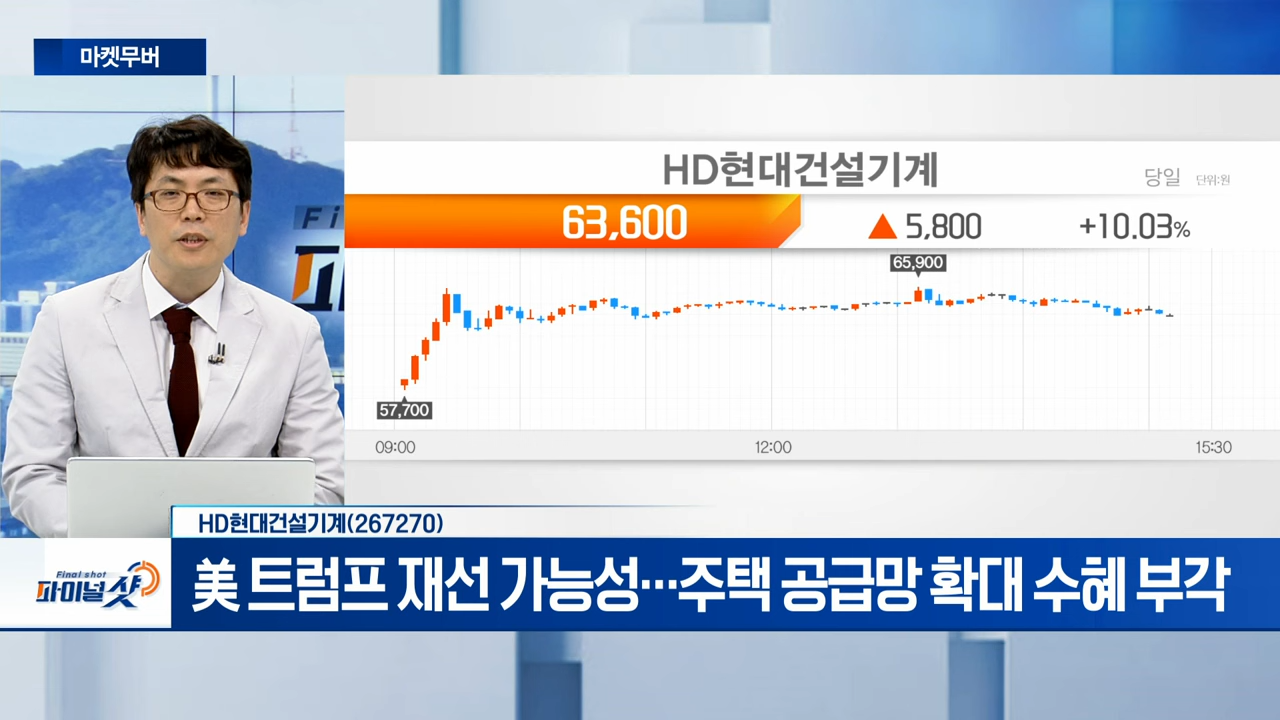 마켓무버
HD현대건설기계
당일 단위:원
63,600 ▲ 5,800 +10.03%
65,900
57,700
09:00 12:00 15:30
Fi
파
HD현대건설기계(267270)
Final shot
파이널샷
美 트럼프 재선 가능성…주택 공급망 확대 수혜 부각